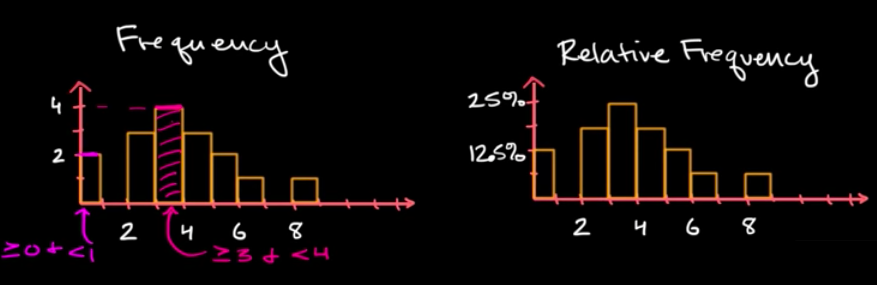 Frequency
4
2
2 4 6 8
≥0 + <1
≥3 + <4
Relative Frequency
25%
12.5%
2 4 6 8